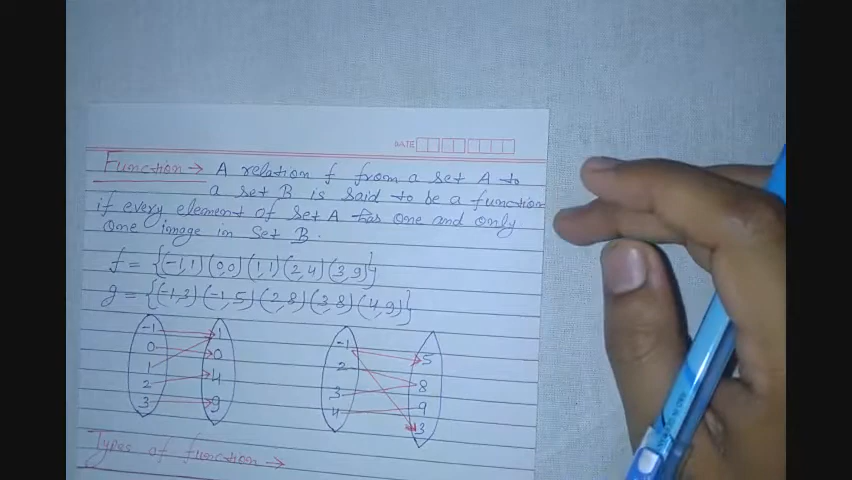 DATE
Function → A relation f from a set A to
a set B is said to be a function
if every element of set A has one and only
one image in set B.
f = {(-1,1)(0,0)(1,1)(2,4)(3,9)}
g = {(-1,3)(-1,5)(2,8)(3,8)(4,9)}
-1 1 -1 5
0 0 2 8
1 4 3 9
2 9 4 3
3
Types of function →